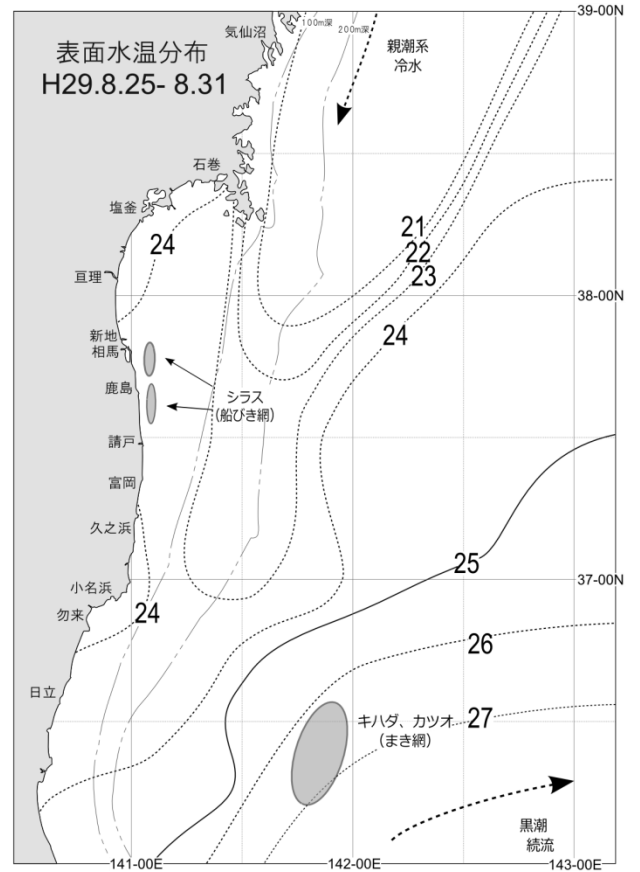 39-00N
気仙沼
100m深
200m深
表面水温分布
H29.8.25- 8.31
親潮系
冷水
石巻
塩釜
24
21
22
23
亘理
38-00N
24
新地
相馬
鹿島
シラス
(船びき網)
請戸
富岡
久之浜
25
37-00N
小名浜
勿来
24
26
日立
キハダ、カツオ
(まき網)
27
黒潮
続流
141-00E
142-00E
143-00E